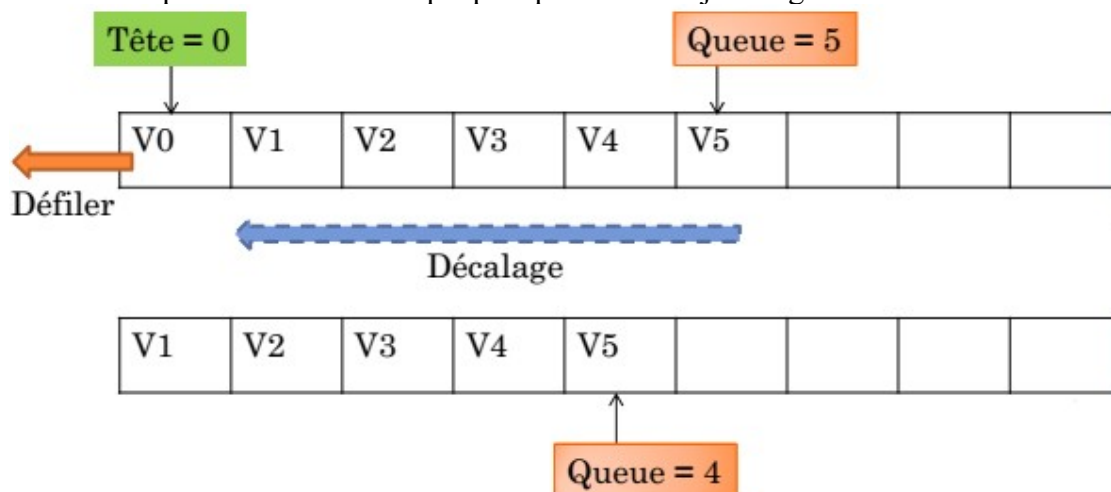 Tête = 0
Queue = 5
V0 V1 V2 V3 V4 V5
Défiler
Décalage
V1 V2 V3 V4 V5
Queue = 4